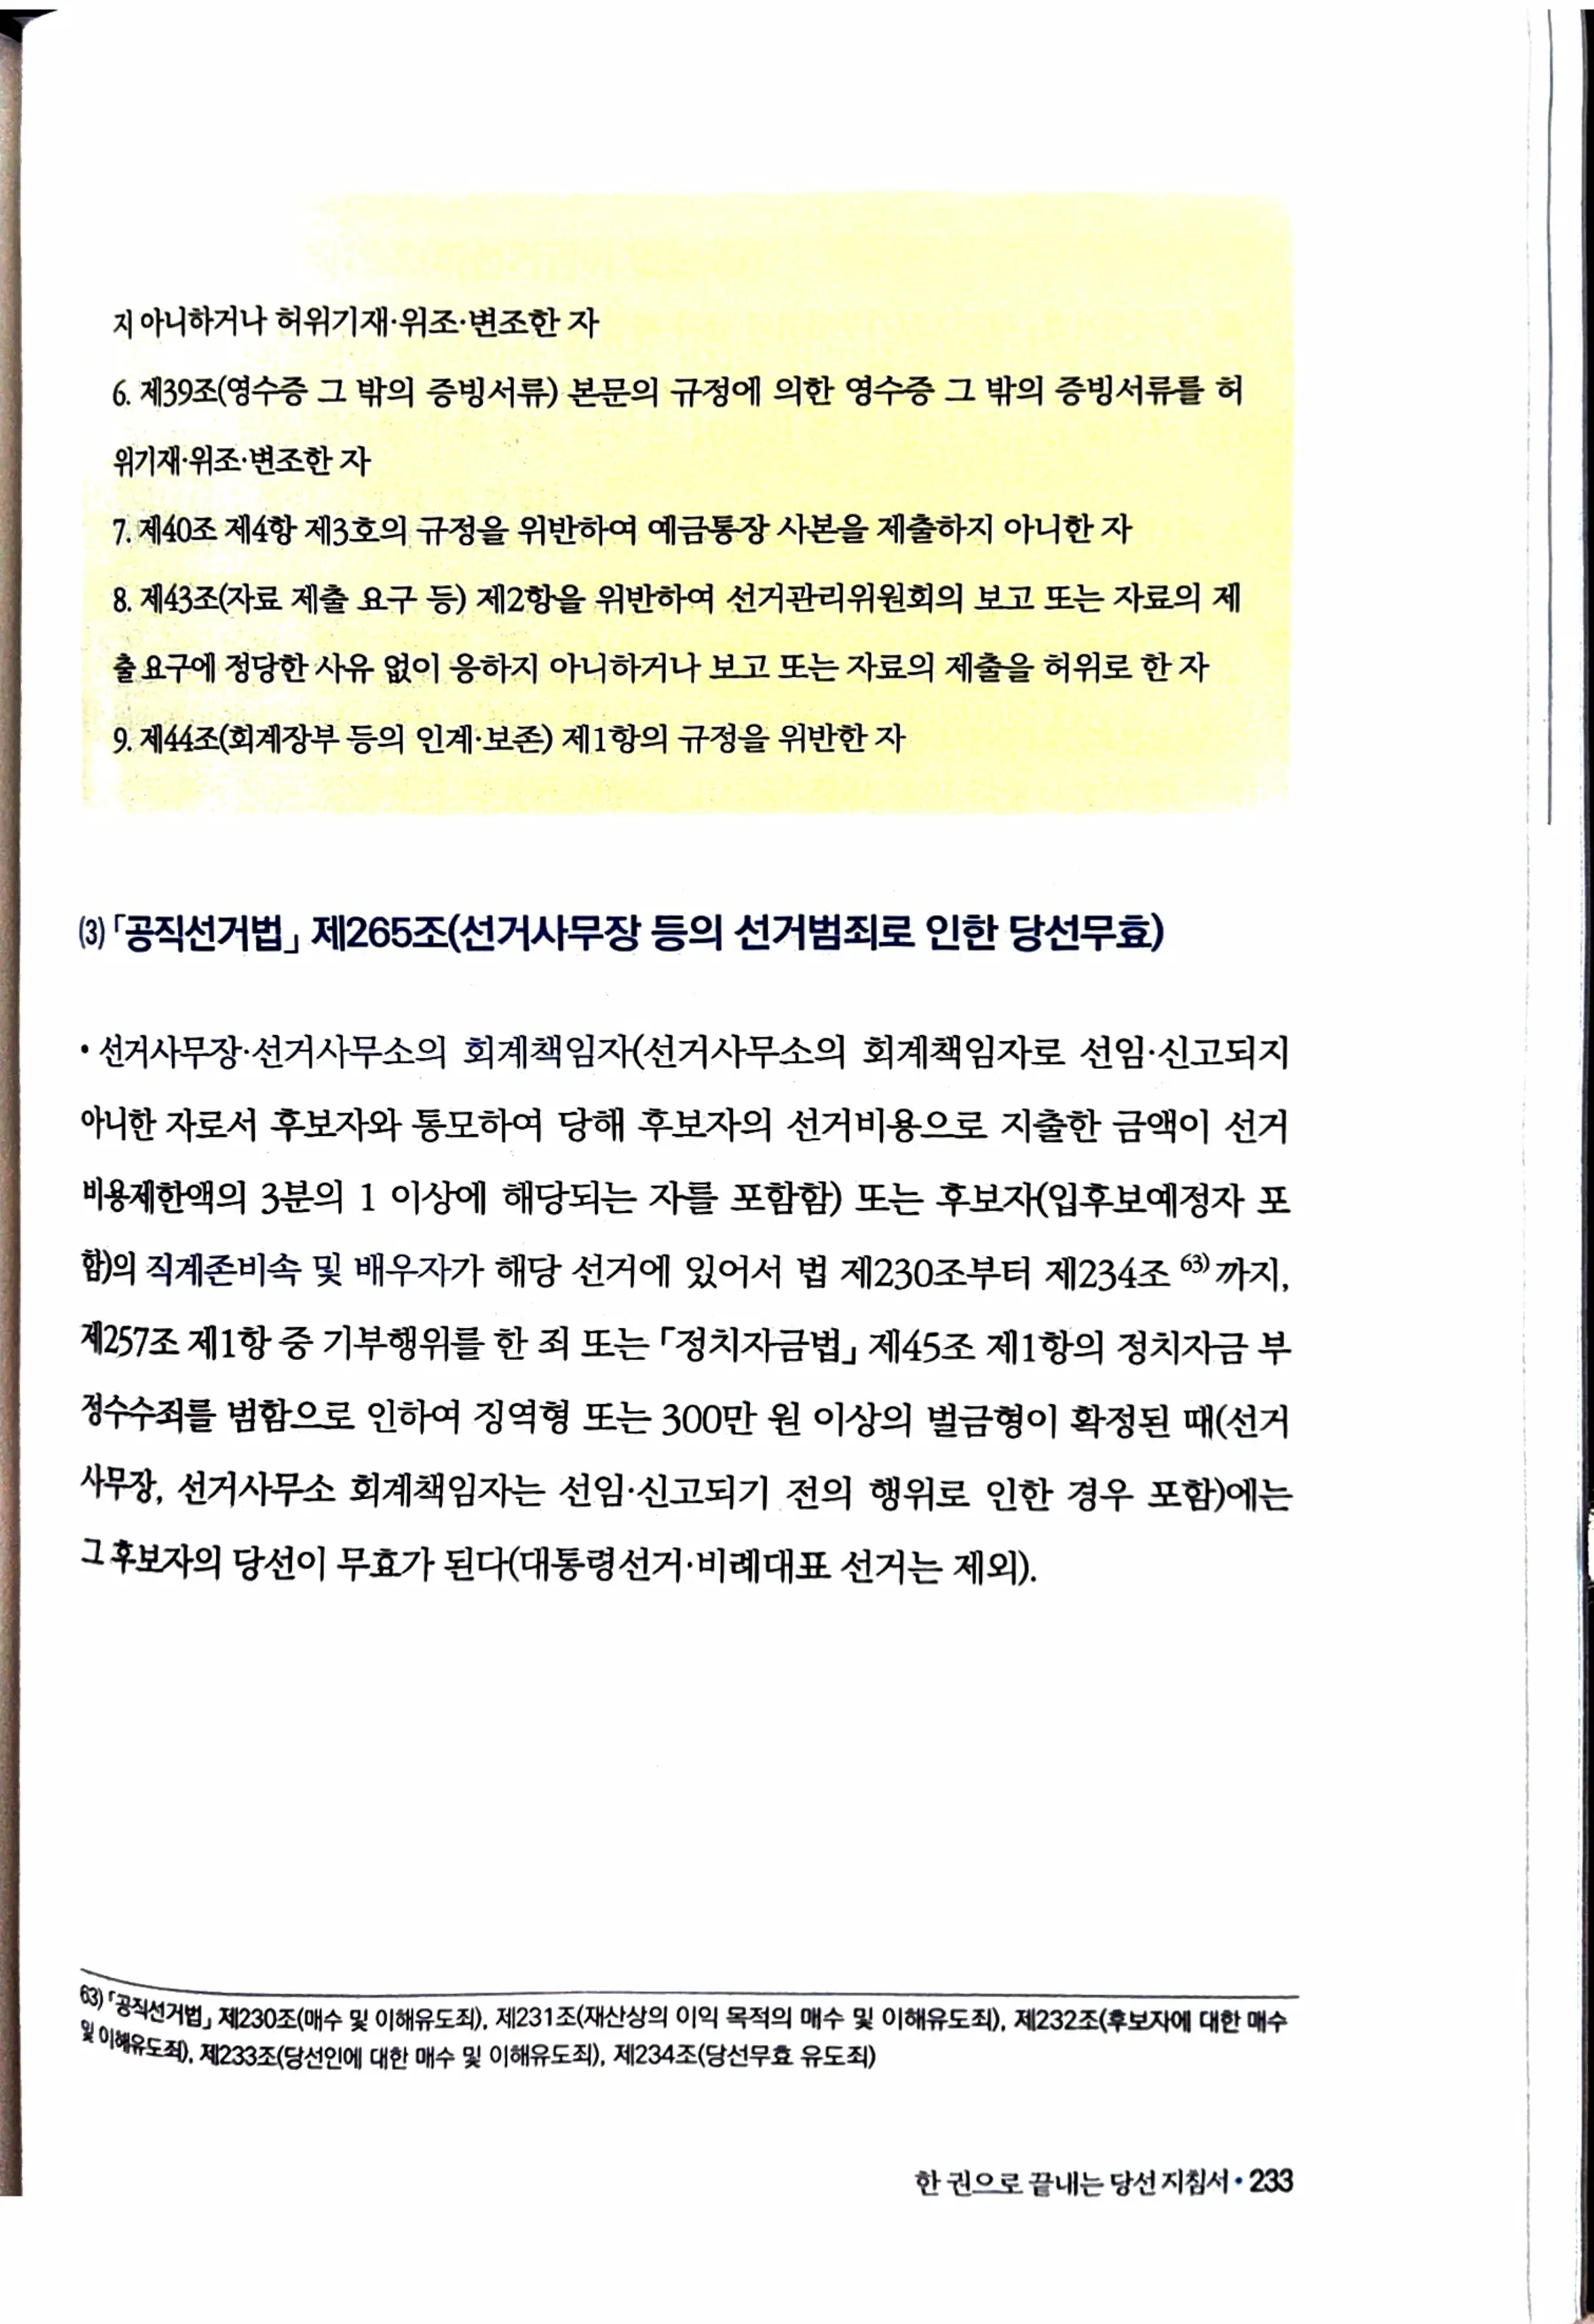 지 아니하거나 허위기재·위조·변조한 자
6. 제39조(영수증 그 밖의 증빙서류) 본문의 규정에 의한 영수증 그 밖의 증빙서류를 허
위기재·위조·변조한 자
7. 제40조 제4항 제3호의 규정을 위반하여 예금통장 사본을 제출하지 아니한 자
8. 제43조(자료 제출 요구 등) 제2항을 위반하여 선거관리위원회의 보고 또는 자료의 제
출 요구에 정당한 사유 없이 응하지 아니하거나 보고 또는 자료의 제출을 허위로 한 자
9. 제44조(회계장부 등의 인계·보존) 제1항의 규정을 위반한 자
(3) 「공직선거법」 제265조(선거사무장 등의 선거범죄로 인한 당선무효)
• 선거사무장·선거사무소의 회계책임자(선거사무소의 회계책임자로 선임·신고되지
아니한 자로서 후보자와 통모하여 당해 후보자의 선거비용으로 지출한 금액이 선거
비용제한액의 3분의 1 이상에 해당되는 자를 포함함) 또는 후보자(입후보예정자 포
함)의 직계존비속 및 배우자가 해당 선거에 있어서 법 제230조부터 제234조 63)까지,
제257조 제1항 중 기부행위를 한 죄 또는 「정치자금법」 제45조 제1항의 정치자금 부
정수수죄를 범함으로 인하여 징역형 또는 300만 원 이상의 벌금형이 확정된 때(선거
사무장, 선거사무소 회계책임자는 선임·신고되기 전의 행위로 인한 경우 포함)에는
그 후보자의 당선이 무효가 된다(대통령선거·비례대표 선거는 제외).
63) 「공직선거법」 제230조(매수 및 이해유도죄), 제231조(재산상의 이익 목적의 매수 및 이해유도죄), 제232조(후보자에 대한 매수
및 이해유도죄), 제233조(당선인에 대한 매수 및 이해유도죄), 제234조(당선무효 유도죄)
한 권으로 끝내는 당선 지침서 • 233